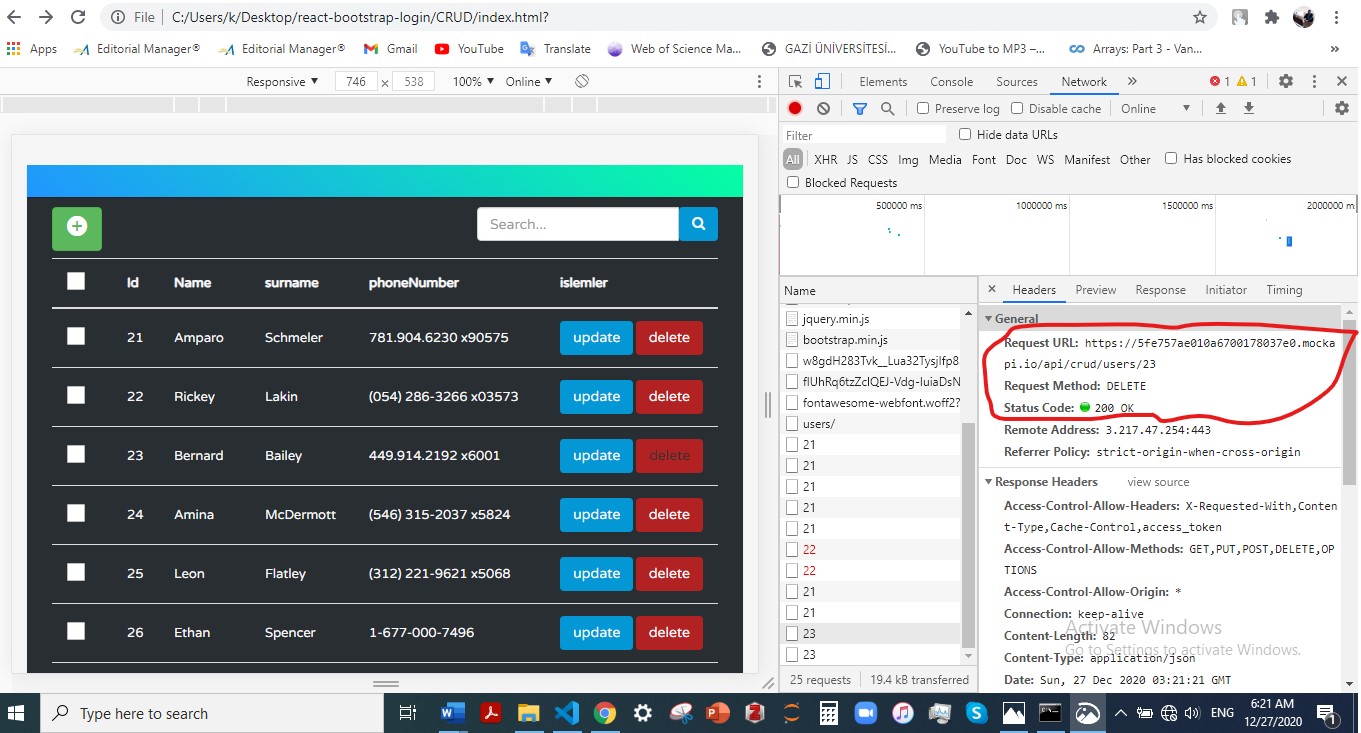 File | C:/Users/k/Desktop/react-bootstrap-login/CRUD/index.html?
Apps Editorial Manager® Editorial Manager® Gmail YouTube Translate Web of Science Ma... GAZİ ÜNİVERSİTESİ... YouTube to MP3 –... Arrays: Part 3 - Van... »
Responsive ▼ 746 x 538 100% ▼ Online ▼
Elements Console Sources Network » 1 1
Preserve log Disable cache Online ▼
Filter Hide data URLs
All XHR JS CSS Img Media Font Doc WS Manifest Other Has blocked cookies
Blocked Requests
500000 ms 1000000 ms 1500000 ms 2000000 m
Search...
Id Name surname phoneNumber islemler
21 Amparo Schmeler 781.904.6230 x90575 update delete
22 Rickey Lakin (054) 286-3266 x03573 update delete
23 Bernard Bailey 449.914.2192 x6001 update delete
24 Amina McDermott (546) 315-2037 x5824 update delete
25 Leon Flatley (312) 221-9621 x5068 update delete
26 Ethan Spencer 1-677-000-7496 update delete
Name
jquery.min.js
bootstrap.min.js
w8gdH283Tvk__Lua32TysjIfp8
flUhRq6tzZclQEJ-Vdg-IuiaDsN
fontawesome-webfont.woff2?
users/
21
21
21
21
21
22
22
21
21
23
23
25 requests 19.4 kB transferred
Headers Preview Response Initiator Timing
General
Request URL: https://5fe757ae010a6700178037e0.mocka
pi.io/api/crud/users/23
Request Method: DELETE
Status Code: 200 OK
Remote Address: 3.217.47.254:443
Referrer Policy: strict-origin-when-cross-origin
Response Headers view source
Access-Control-Allow-Headers: X-Requested-With,Conten
t-Type,Cache-Control,access_token
Access-Control-Allow-Methods: GET,PUT,POST,DELETE,OP
TIONS
Access-Control-Allow-Origin: *
Connection: keep-alive
Content-Length: 82
Content-Type: application/json
Date: Sun, 27 Dec 2020 03:21:21 GMT
Activate Windows
Go to Settings to activate Windows.
Type here to search
ENG 6:21 AM
12/27/2020 1